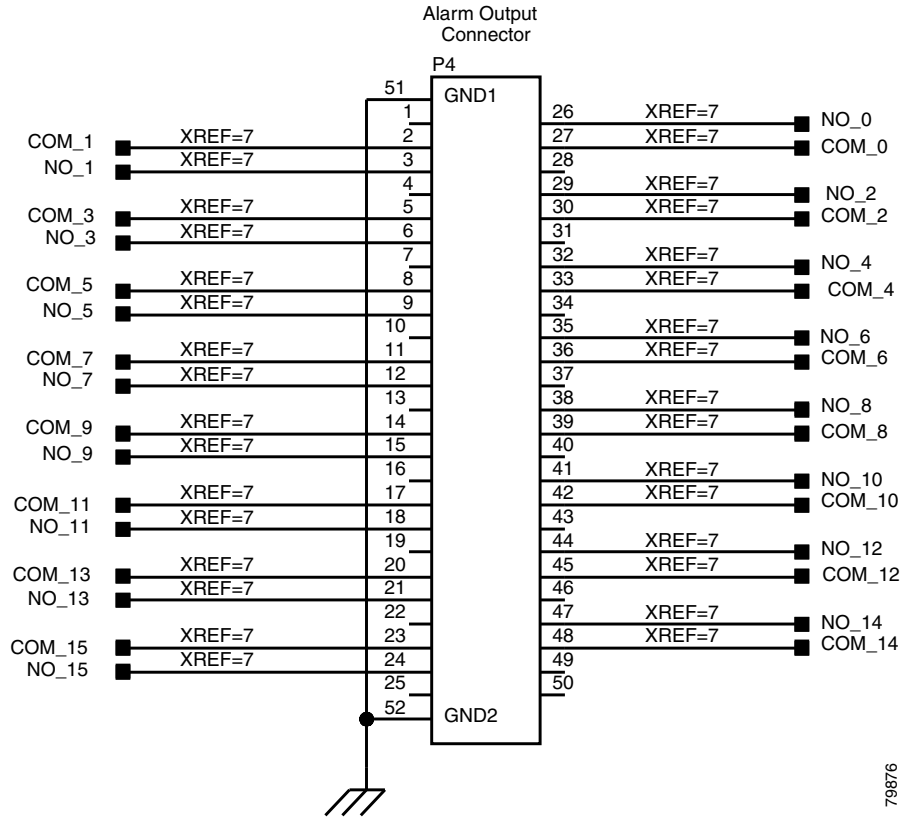 Alarm Output
Connector
P4
51 GND1
1 26 XREF=7 NO_0
COM_1 XREF=7 2 27 XREF=7 COM_0
NO_1 XREF=7 3 28
4 29 XREF=7 NO_2
COM_3 XREF=7 5 30 XREF=7 COM_2
NO_3 XREF=7 6 31
7 32 XREF=7 NO_4
COM_5 XREF=7 8 33 XREF=7 COM_4
NO_5 XREF=7 9 34
10 35 XREF=7 NO_6
COM_7 XREF=7 11 36 XREF=7 COM_6
NO_7 XREF=7 12 37
13 38 XREF=7 NO_8
COM_9 XREF=7 14 39 XREF=7 COM_8
NO_9 XREF=7 15 40
16 41 XREF=7 NO_10
COM_11 XREF=7 17 42 XREF=7 COM_10
NO_11 XREF=7 18 43
19 44 XREF=7 NO_12
COM_13 XREF=7 20 45 XREF=7 COM_12
NO_13 XREF=7 21 46
22 47 XREF=7 NO_14
COM_15 XREF=7 23 48 XREF=7 COM_14
NO_15 XREF=7 24 49
25 50
52 GND2
79876